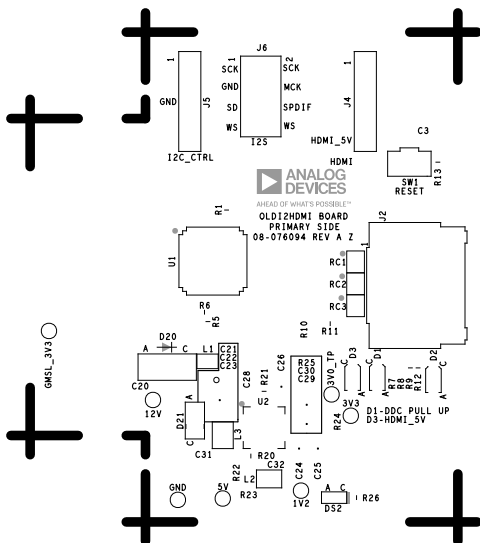 J6
1
2
SCK
SCK
GND
MCK
SD
SPDIF
WS
WS
I2S
1
GND
J5
I2C_CTRL
1
J4
HDMI_5V
HDMI
C3
SW1
RESET
R13
ANALOG
DEVICES
AHEAD OF WHAT'S POSSIBLE™
OLDI2HDMI BOARD
PRIMARY SIDE
08-076094 REV A Z
R1
U1
J2
1
RC1
RC2
RC3
R6
R5
R10
R11
GMSL_3V3
D20
A
C
L1
C21
C22
C23
C20
12V
C28
R21
C26
R25
C30
C29
3V0_TP
C
D3
A
C
D1
A
R7
R8
R9
R12
D2
C
A
3V3
R24
D1-DDC PULL UP
D3-HDMI_5V
D21
A
C
U2
L3
C31
R20
R22
L2
C32
R23
C24
C25
GND
5V
1V2
A
C
DS2
R26